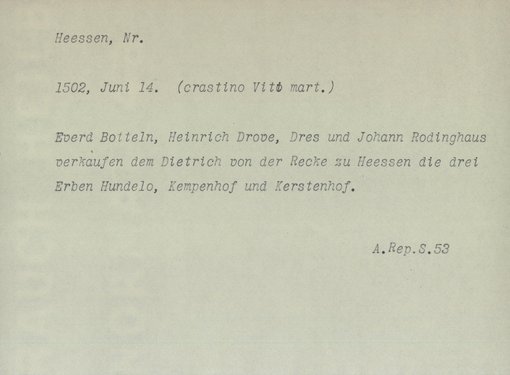 Heessen, Nr.
1502, Juni 14. (crastino Viti mart.)
Everd Botteln, Heinrich Drove, Dres und Johann Rodinghaus
verkaufen dem Dietrich von der Recke zu Heessen die drei
Erben Hundelo, Kempenhof und Kerstenhof.
A.Rep.S.53